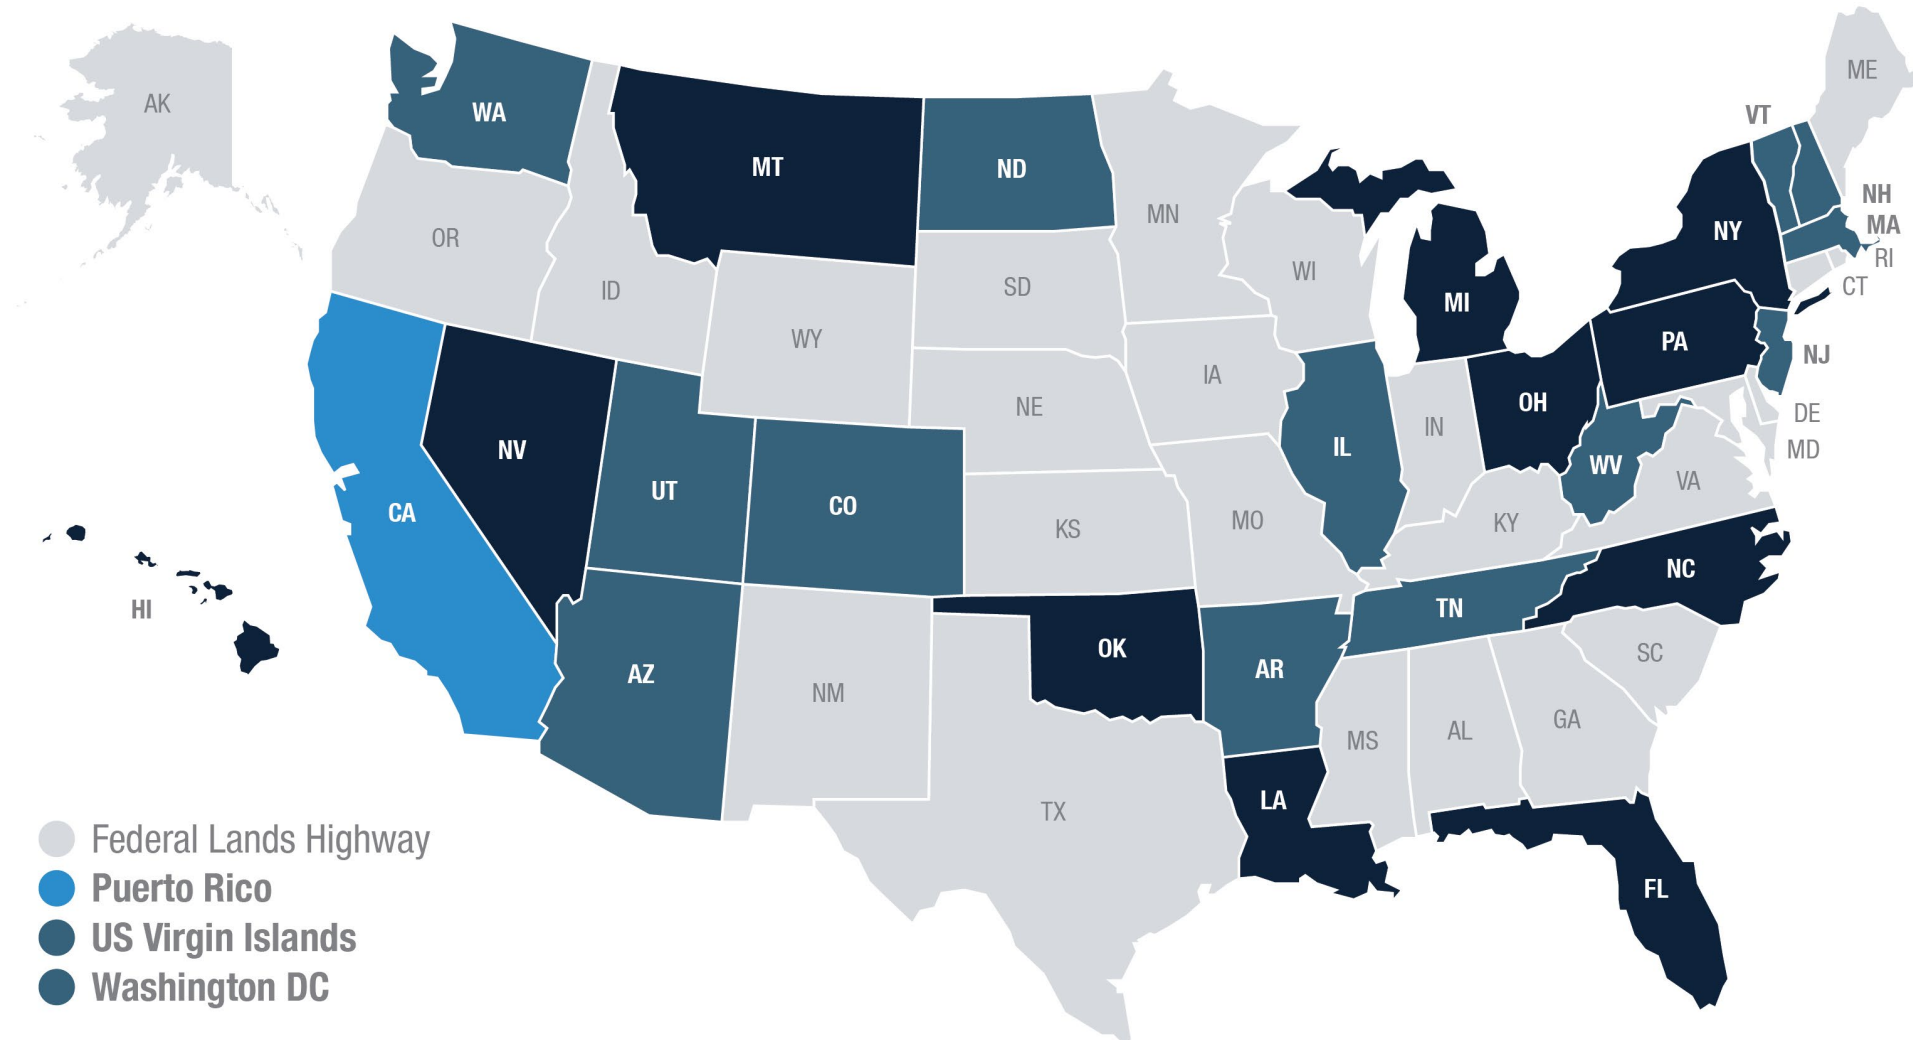 AK
WA
MT
ND
MN
ME
VT
NH
MA
RI
CT
NY
OR
ID
SD
WI
MI
WY
PA
NJ
IA
NE
OH
IN
DE
MD
NV
UT
CO
IL
WV
VA
CA
KS
MO
KY
HI
NC
TN
AZ
NM
OK
AR
SC
MS
AL
GA
TX
LA
FL
Federal Lands Highway
Puerto Rico
US Virgin Islands
Washington DC